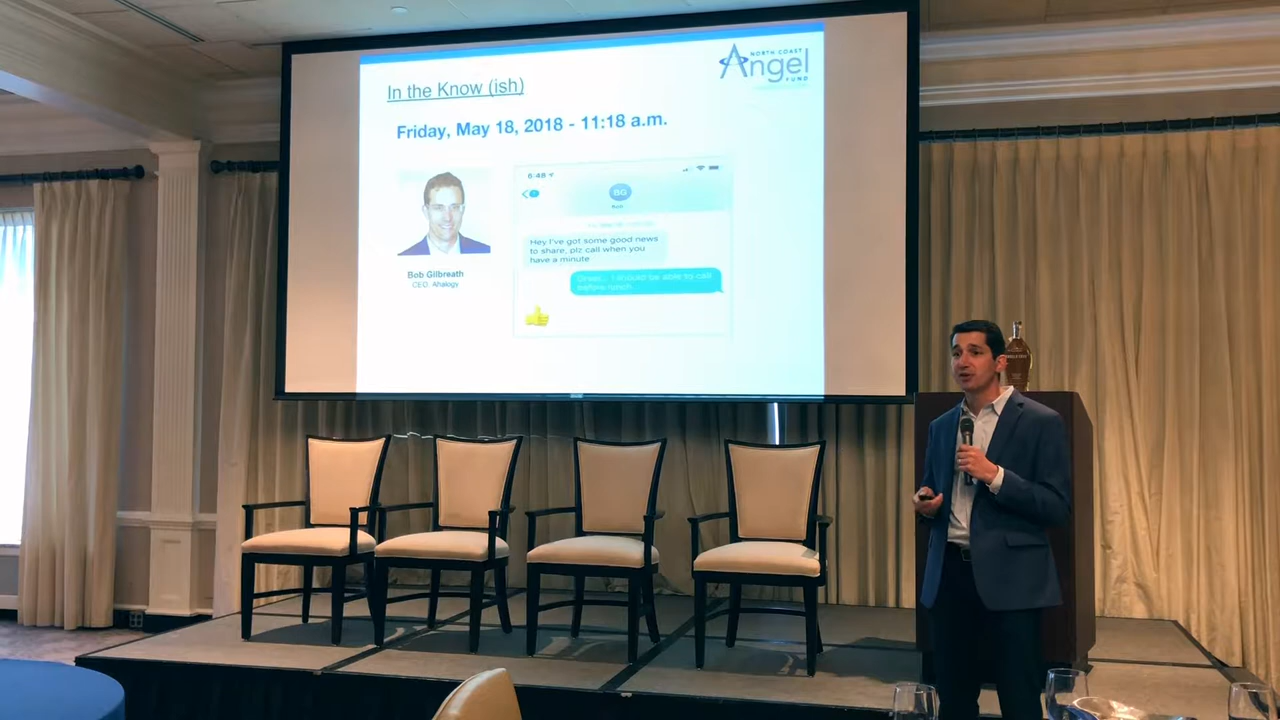 In the Know (ish)
NORTH COAST
Angel
FUND
Friday, May 18, 2018 - 11:18 a.m.
6:48
BG
Hey I've got some good news
to share, plz call when you
have a minute
Great... I should be able to call
before lunch
Bob Gilbreath
CEO, Ahalogy